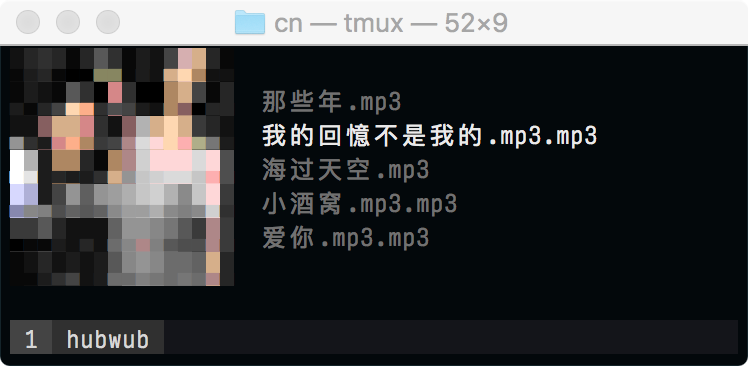 cn — tmux — 52×9
那些年.mp3
我的回憶不是我的.mp3.mp3
海过天空.mp3
小酒窝.mp3.mp3
爱你.mp3.mp3
1 hubwub